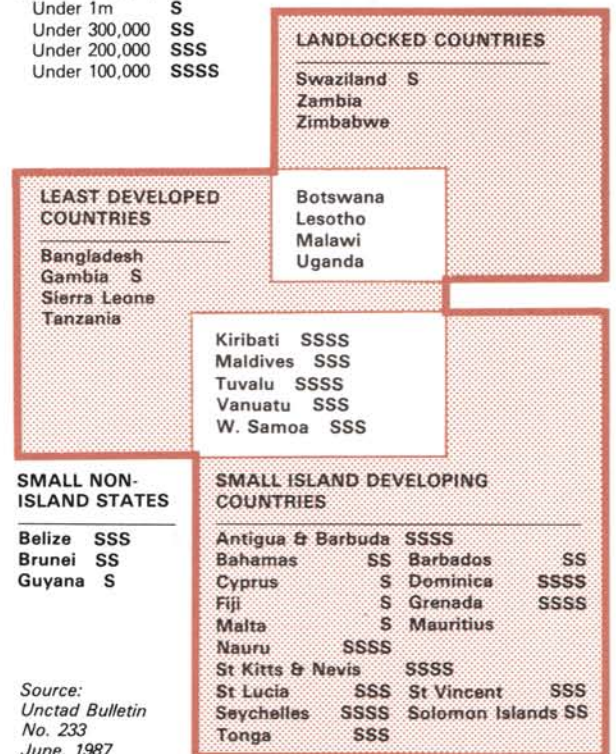 Under 1m S
Under 300,000 SS
Under 200,000 SSS
Under 100,000 SSSS
LANDLOCKED COUNTRIES
Swaziland S
Zambia
Zimbabwe
LEAST DEVELOPED
COUNTRIES
Bangladesh
Gambia S
Sierra Leone
Tanzania
Botswana
Lesotho
Malawi
Uganda
Kiribati SSSS
Maldives SSS
Tuvalu SSSS
Vanuatu SSS
W. Samoa SSS
SMALL NON-
ISLAND STATES
Belize SSS
Brunei SS
Guyana S
SMALL ISLAND DEVELOPING
COUNTRIES
Antigua & Barbuda SSSS
Bahamas SS Barbados SS
Cyprus S Dominica SSSS
Fiji S Grenada SSSS
Malta S Mauritius
Nauru SSSS
St Kitts & Nevis SSSS
St Lucia SSS St Vincent SSS
Seychelles SSSS Solomon Islands SS
Tonga SSS
Source:
Unctad Bulletin
No. 233
June, 1987